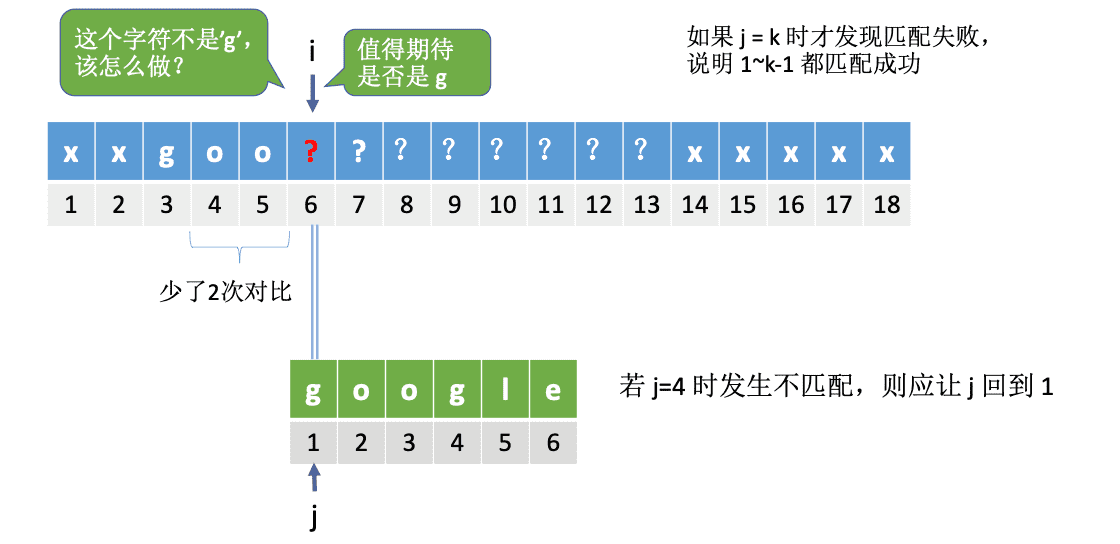 这个字符不是’g’，
该怎么做？
i
值得期待
是否是 g
如果 j = k 时才发现匹配失败，
说明 1~k-1 都匹配成功
x x g o o ? ? ？ ？ ？ ？ ？ ？ x x x x x
1 2 3 4 5 6 7 8 9 10 11 12 13 14 15 16 17 18
少了2次对比
g o o g l e
1 2 3 4 5 6
若 j=4 时发生不匹配，则应让 j 回到 1
j